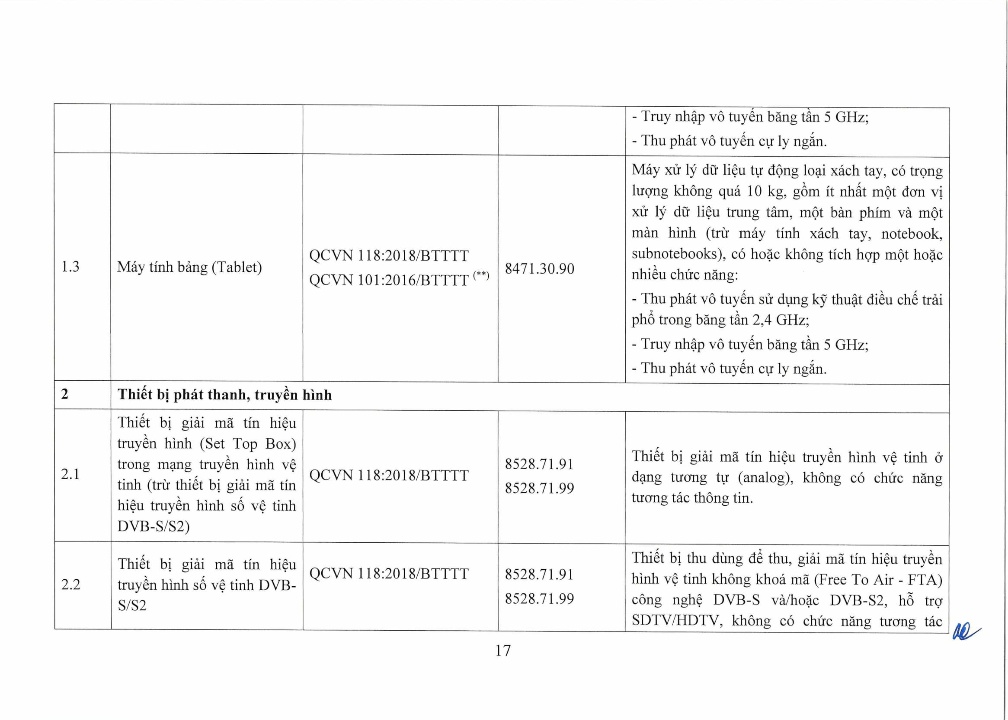 - Truy nhập vô tuyến băng tần 5 GHz;
- Thu phát vô tuyến cự ly ngắn.
1.3
Máy tính bảng (Tablet)
QCVN 118:2018/BTTTT
QCVN 101:2016/BTTTT (**)
8471.30.90
Máy xử lý dữ liệu tự động loại xách tay, có trọng
lượng không quá 10 kg, gồm ít nhất một đơn vị
xử lý dữ liệu trung tâm, một bàn phím và một
màn hình (trừ máy tính xách tay, notebook,
subnotebooks), có hoặc không tích hợp một hoặc
nhiều chức năng:
- Thu phát vô tuyến sử dụng kỹ thuật điều chế trải
phổ trong băng tần 2,4 GHz;
- Truy nhập vô tuyến băng tần 5 GHz;
- Thu phát vô tuyến cự ly ngắn.
2
Thiết bị phát thanh, truyền hình
2.1
Thiết bị giải mã tín hiệu
truyền hình (Set Top Box)
trong mạng truyền hình vệ
tinh (trừ thiết bị giải mã tín
hiệu truyền hình số vệ tinh
DVB-S/S2)
QCVN 118:2018/BTTTT
8528.71.91
8528.71.99
Thiết bị giải mã tín hiệu truyền hình vệ tinh ở
dạng tương tự (analog), không có chức năng
tương tác thông tin.
2.2
Thiết bị giải mã tín hiệu
truyền hình số vệ tinh DVB-
S/S2
QCVN 118:2018/BTTTT
8528.71.91
8528.71.99
Thiết bị thu dùng để thu, giải mã tín hiệu truyền
hình vệ tinh không khoá mã (Free To Air - FTA)
công nghệ DVB-S và/hoặc DVB-S2, hỗ trợ
SDTV/HDTV, không có chức năng tương tác
17